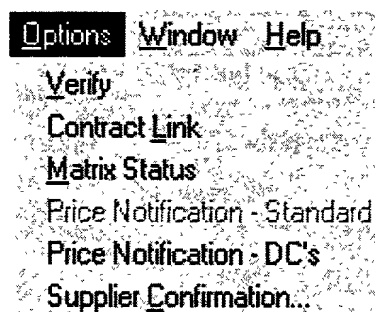 Options Window Help
Verify
Contract Link
Matrix Status
Price Notification - Standard
Price Notification - DC's
Supplier Confirmation...